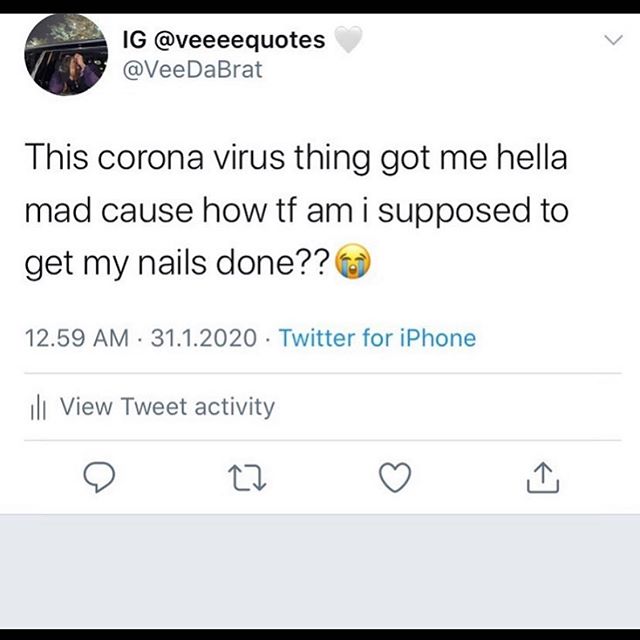 IG @veeeequotes 🤍
@VeeDaBrat
This corona virus thing got me hella
mad cause how tf am i supposed to
get my nails done??😭
12.59 AM · 31.1.2020 · Twitter for iPhone
View Tweet activity